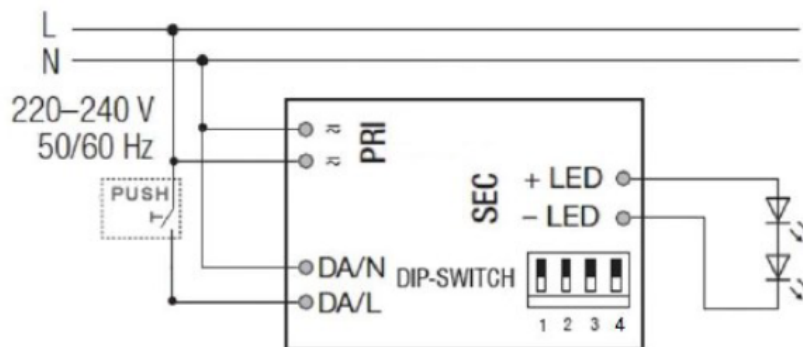 L
N
220–240 V
50/60 Hz
PUSH
≈ PRI
≈
SEC
+ LED
− LED
DA/N
DA/L
DIP-SWITCH
1 2 3 4